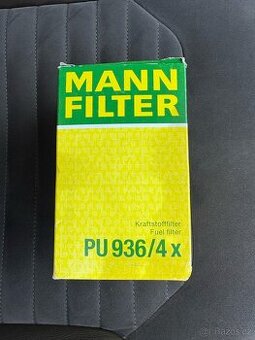 MANN
FILTER
Kraftstofffilter
Fuel filter
PU 936/4 x